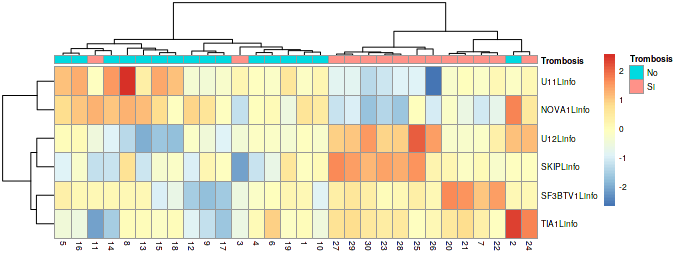 Trombosis
Trombosis
No
SI
2
1
0
-1
-2
U11Linfo
NOVA1Linfo
U12Linfo
SKIPLinfo
SF3BTV1Linfo
TIA1Linfo
5 16 11 14 8 13 15 18 12 9 17 3 4 6 19 1 10 27 29 30 23 28 25 26 20 21 7 22 2 24